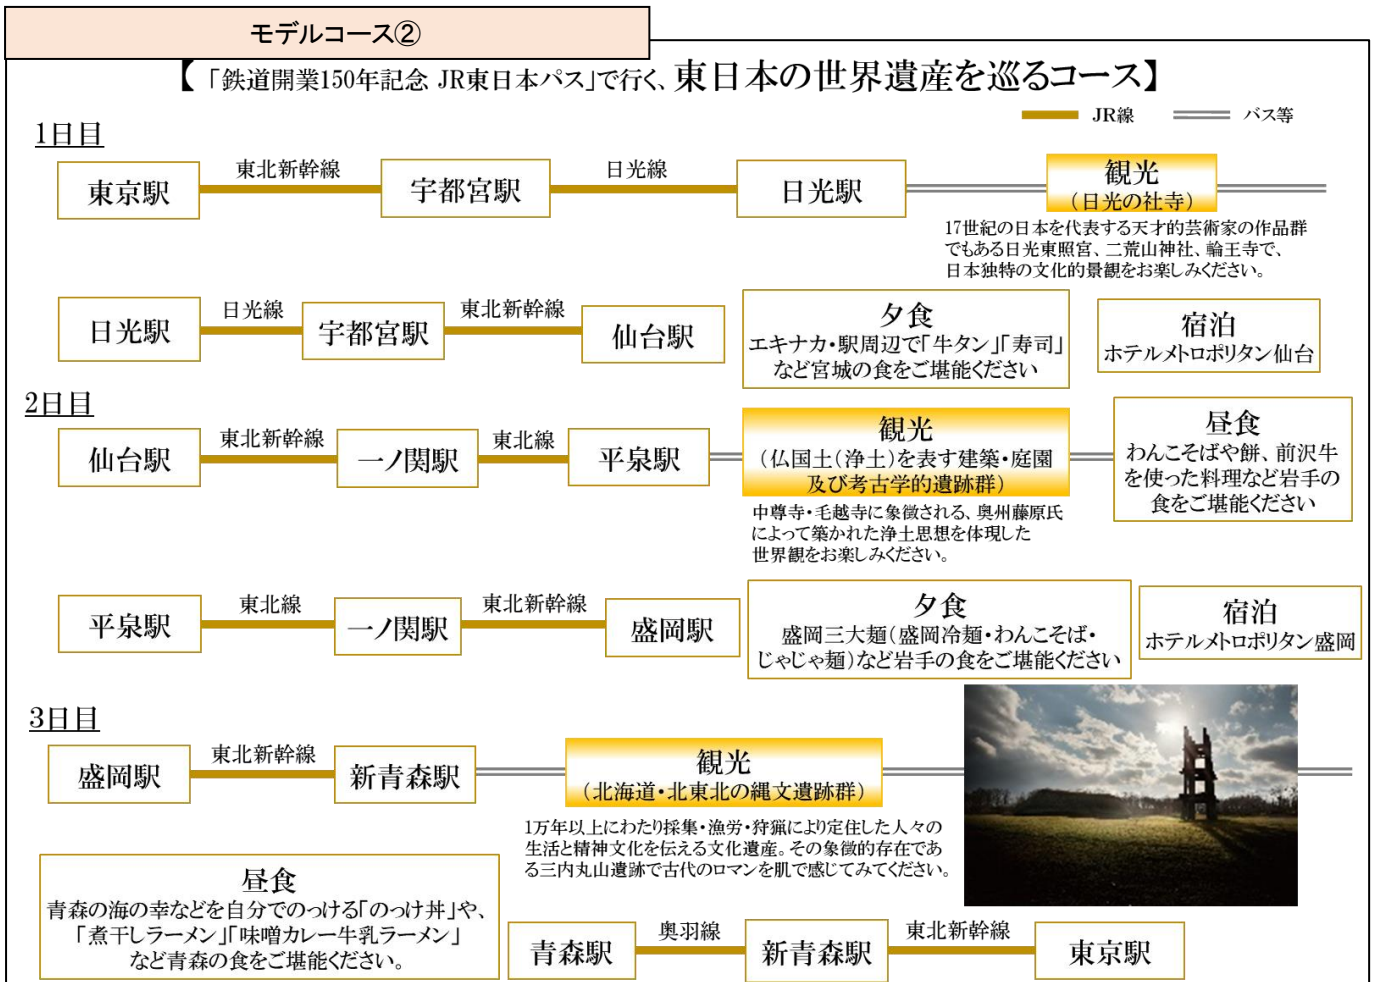 モデルコース②
【「鉄道開業150年記念 JR東日本パス」で行く、東日本の世界遺産を巡るコース】
JR線 バス等
1日目
東京駅 東北新幹線 宇都宮駅 日光線 日光駅 観光
（日光の社寺）
17世紀の日本を代表する天才的芸術家の作品群
でもある日光東照宮、二荒山神社、輪王寺で、
日本独特の文化的景観をお楽しみください。
日光駅 日光線 宇都宮駅 東北新幹線 仙台駅
夕食
エキナカ・駅周辺で「牛タン」「寿司」
など宮城の食をご堪能ください
宿泊
ホテルメトロポリタン仙台
2日目
仙台駅 東北新幹線 一ノ関駅 東北線 平泉駅
観光
（仏国土（浄土）を表す建築・庭園
及び考古学的遺跡群）
中尊寺・毛越寺に象徴される、奥州藤原氏
によって築かれた浄土思想を体現した
世界観をお楽しみください。
昼食
わんこそばや餅、前沢牛
を使った料理など岩手の
食をご堪能ください
平泉駅 東北線 一ノ関駅 東北新幹線 盛岡駅
夕食
盛岡三大麺（盛岡冷麺・わんこそば・
じゃじゃ麺）など岩手の食をご堪能ください
宿泊
ホテルメトロポリタン盛岡
3日目
盛岡駅 東北新幹線 新青森駅
観光
（北海道・北東北の縄文遺跡群）
1万年以上にわたり採集・漁労・狩猟により定住した人々の
生活と精神文化を伝える文化遺産。その象徴的存在であ
る三内丸山遺跡で古代のロマンを肌で感じてみてください。
昼食
青森の海の幸などを自分でのっける「のっけ丼」や、
「煮干しラーメン」「味噌カレー牛乳ラーメン」
など青森の食をご堪能ください。
青森駅 奥羽線 新青森駅 東北新幹線 東京駅